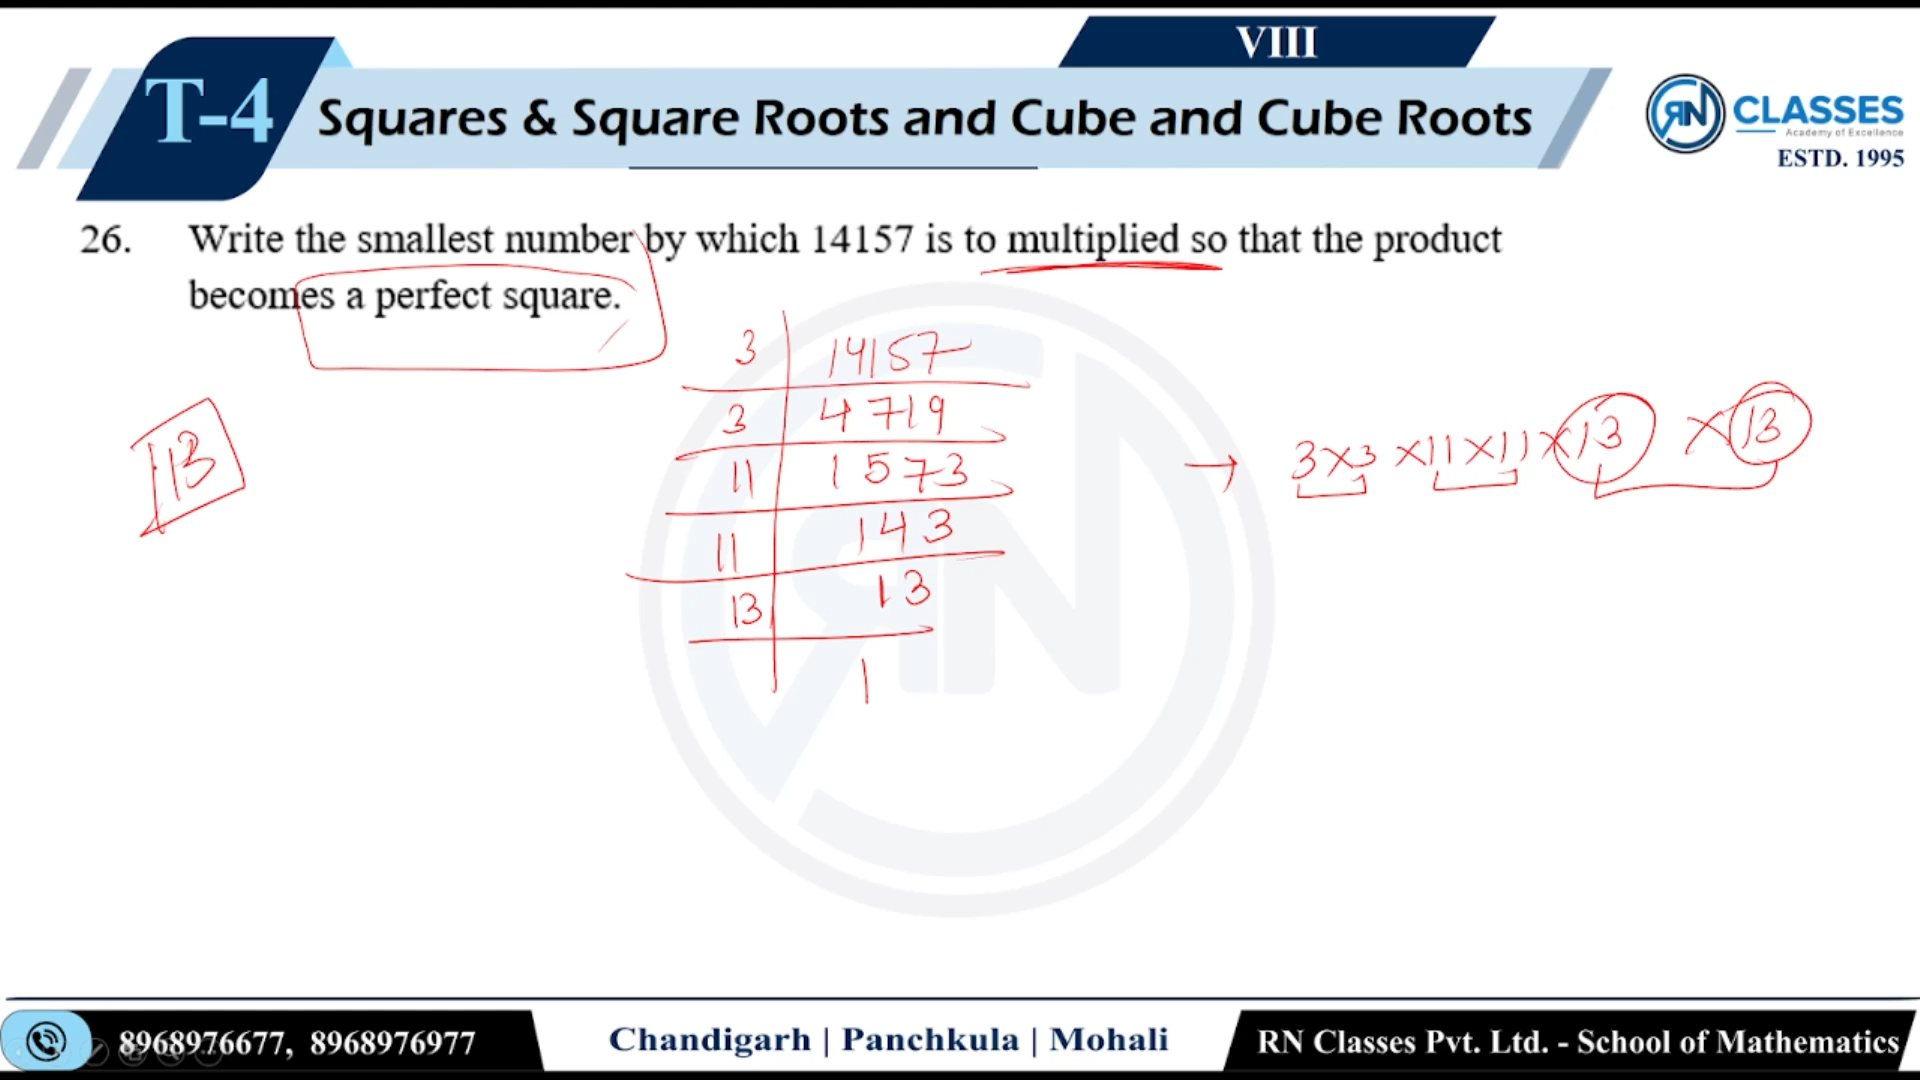 VIII
T-4 Squares & Square Roots and Cube and Cube Roots
RN CLASSES
Academy of Excellence
ESTD. 1995
26. Write the smallest number by which 14157 is to multiplied so that the product
becomes a perfect square.
3 | 14157
3 | 4719
11 | 1573
11 | 143
13 | 13
1
→ 3×3 ×11×11×13 ×13
13
RN
8968976677, 8968976977
Chandigarh | Panchkula | Mohali
RN Classes Pvt. Ltd. - School of Mathematics